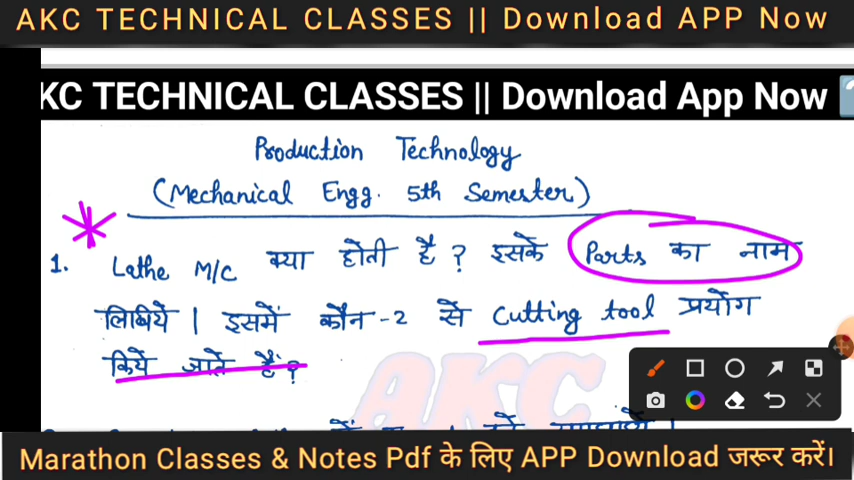 AKC TECHNICAL CLASSES || Download APP Now
KC TECHNICAL CLASSES || Download App Now
Production Technology
(Mechanical Engg. 5th Semester)
1. Lathe M/C क्या होती है? इसके Parts का नाम
लिखिये | इसमें कौन-2 से Cutting tool प्रयोग
किये जाते हैं?
AKC
Marathon Classes & Notes Pdf के लिए APP Download जरूर करें।